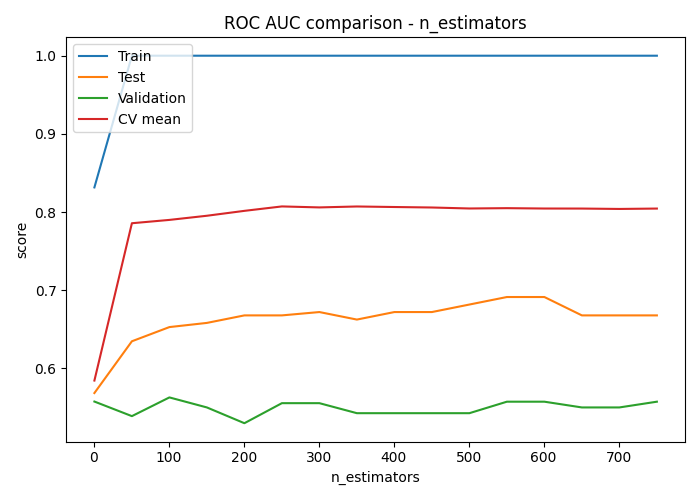 ROC AUC comparison - n_estimators
Train
Test
Validation
CV mean
1.0
0.9
0.8
0.7
0.6
score
0 100 200 300 400 500 600 700
n_estimators